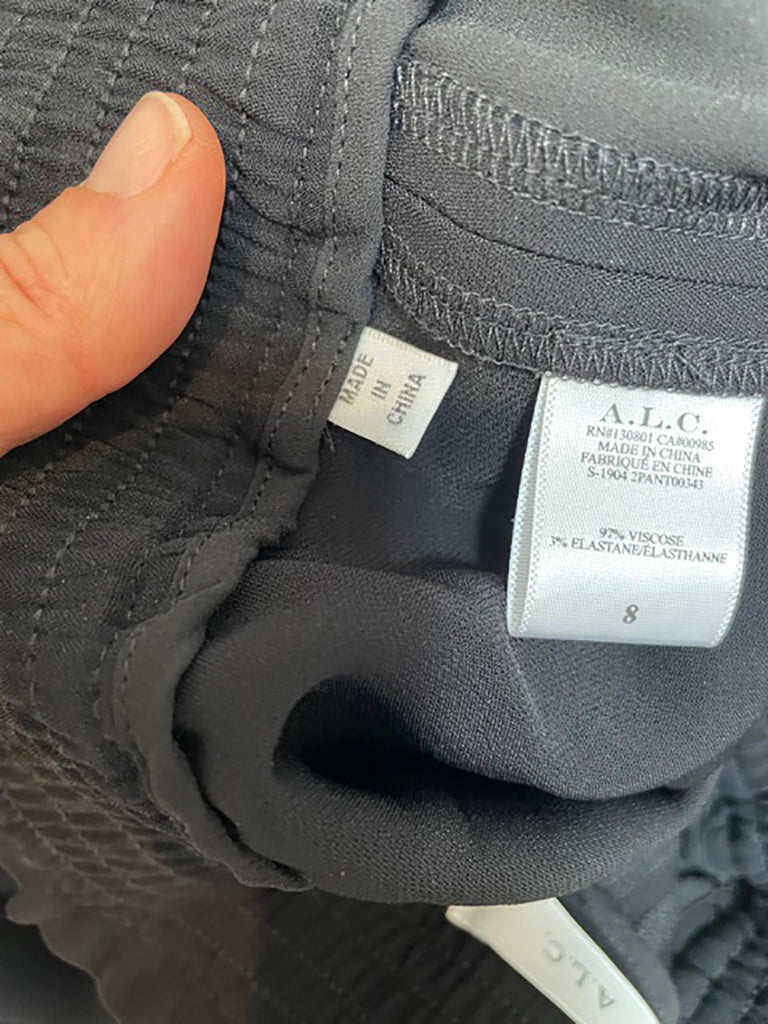 MADE
IN
CHINA
A.L.C.
RN#130801 CA#00985
MADE IN CHINA
FABRIQUÉ EN CHINE
S-1904 2PANT00343
97% VISCOSE
3% ELASTANE/ÉLASTHANNE
8
A.L.C.